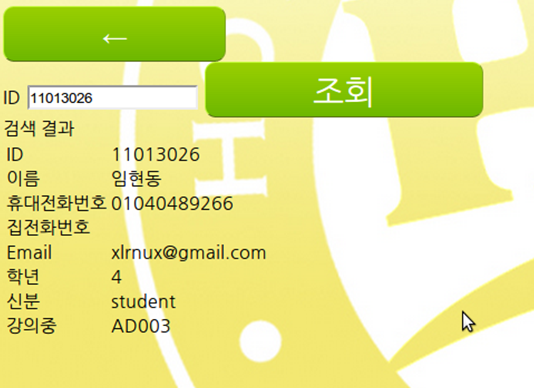 ←
ID 11013026 조회
검색 결과
ID 11013026
이름 임현동
휴대전화번호 01040489266
집전화번호
Email xlrnux@gmail.com
학년 4
신분 student
강의중 AD003